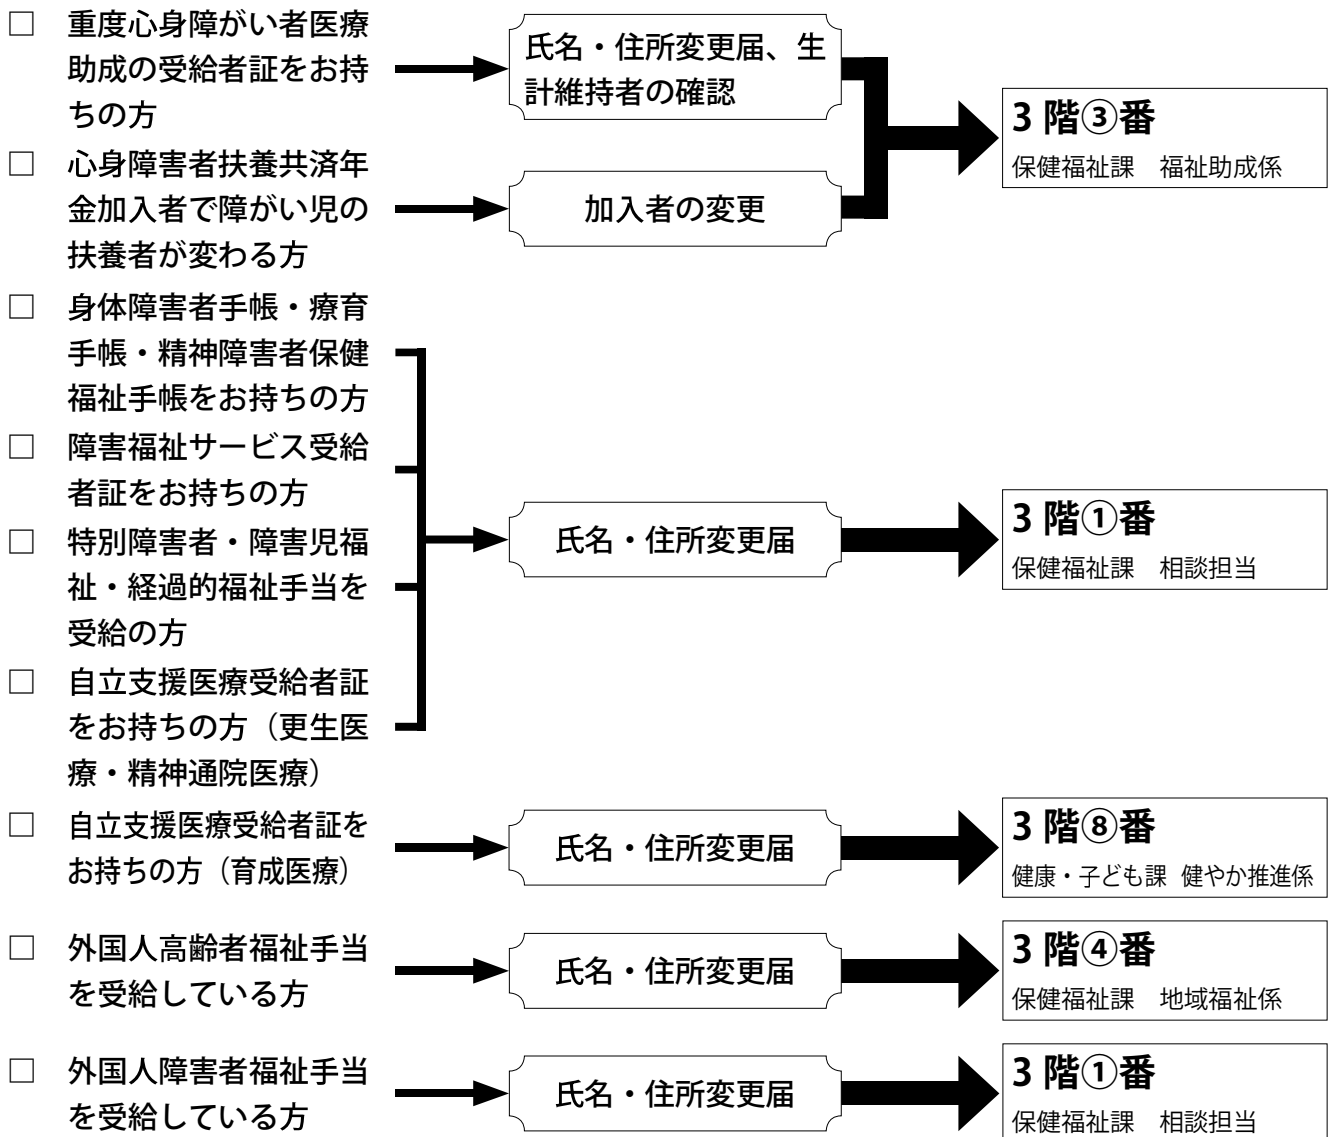 □ 重度心身障がい者医療
助成の受給者証をお持
ちの方
氏名・住所変更届、生
計維持者の確認
□ 心身障害者扶養共済年
金加入者で障がい児の
扶養者が変わる方
加入者の変更
3 階③番
保健福祉課 福祉助成係
□ 身体障害者手帳・療育
手帳・精神障害者保健
福祉手帳をお持ちの方
□ 障害福祉サービス受給
者証をお持ちの方
□ 特別障害者・障害児福
祉・経過的福祉手当を
受給の方
□ 自立支援医療受給者証
をお持ちの方（更生医
療・精神通院医療）
氏名・住所変更届
3 階①番
保健福祉課 相談担当
□ 自立支援医療受給者証を
お持ちの方（育成医療）
氏名・住所変更届
3 階⑧番
健康・子ども課 健やか推進係
□ 外国人高齢者福祉手当
を受給している方
氏名・住所変更届
3 階④番
保健福祉課 地域福祉係
□ 外国人障害者福祉手当
を受給している方
氏名・住所変更届
3 階①番
保健福祉課 相談担当